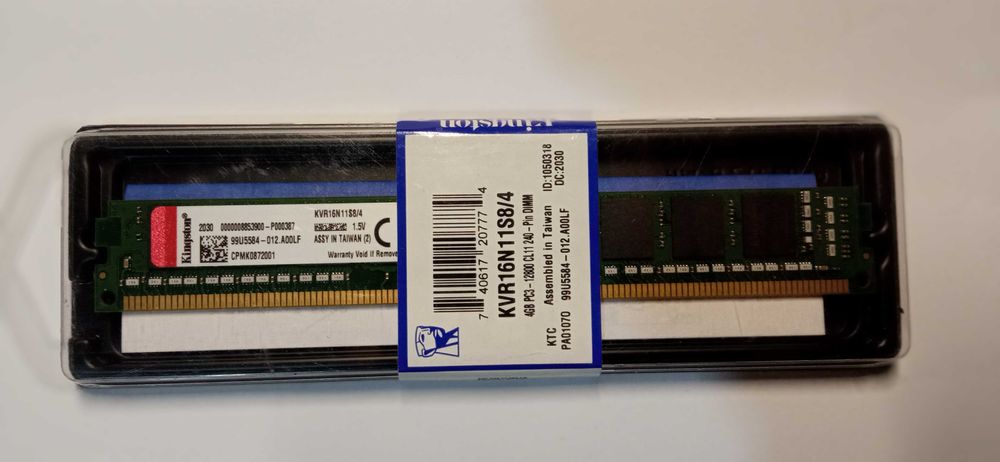 Kingston
Kingston
KVR16N11S8/4
2030 0000008853900-P000387
1.5V
99U5584-012.A00LF
ASSY IN TAIWAN (2)
CPMK0872001
Warranty Void If Remove
CE
7 40617 20777 4
KVR16N11S8/4
4GB PC3-12800 CL11 240-Pin DIMM
KTC Assembled in Taiwan ID:1050318
PA01070 99U5584-012.A00LF DC:2030